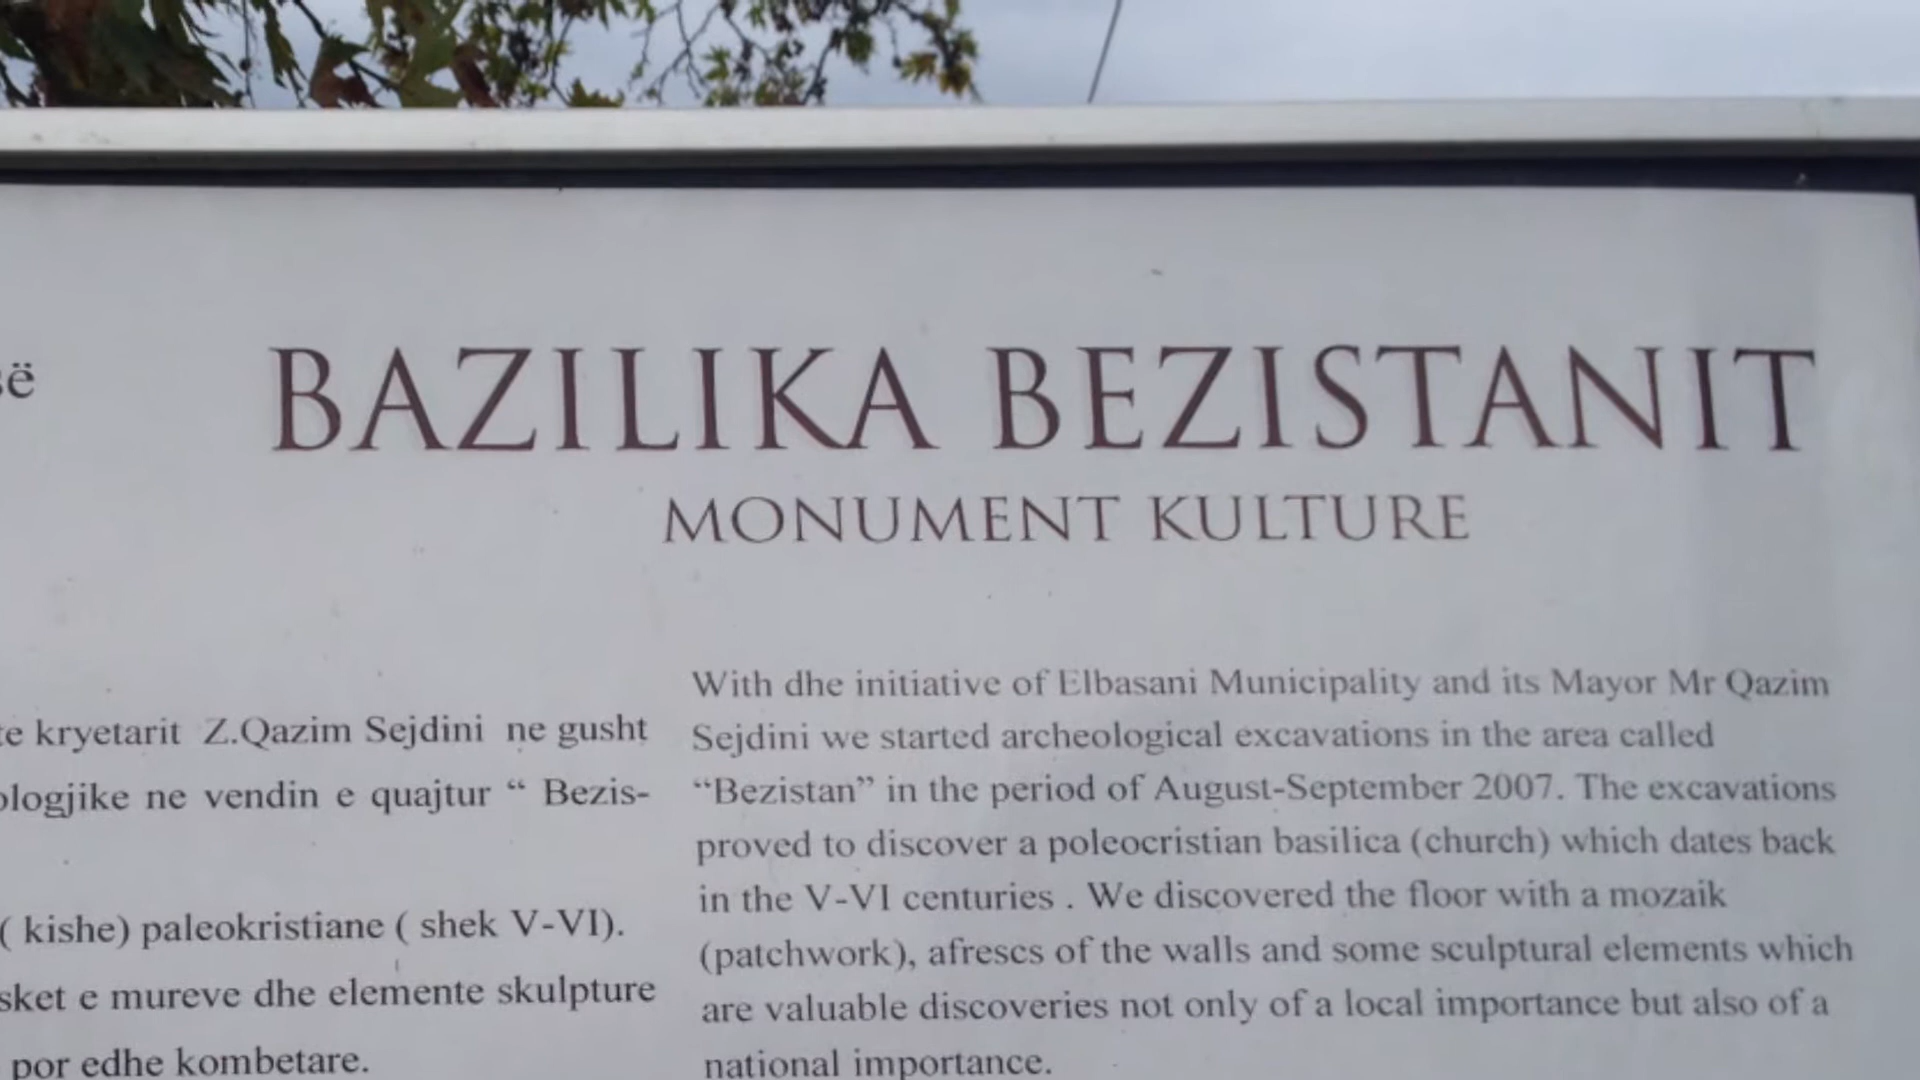 BAZILIKA BEZISTANIT
MONUMENT KULTURE
kryetarit Z.Qazim Sejdini ne gusht
ne vendin e quajtur “ Bezis-
( kishe) paleokristiane ( shek V-VI).
e mureve dhe elemente skulpture
por edhe kombetare.
With dhe initiative of Elbasani Municipality and its Mayor Mr Qazim
Sejdini we started archeological excavations in the area called
“Bezistan” in the period of August-September 2007. The excavations
proved to discover a poleocristian basilica (church) which dates back
in the V-VI centuries . We discovered the floor with a mozaik
(patchwork), afrescs of the walls and some sculptural elements which
are valuable discoveries not only of a local importance but also of a
national importance.